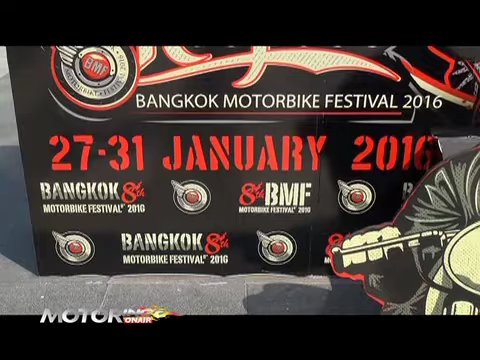 BMF
BANGKOK MOTORBIKE FESTIVAL 2016
27-31 JANUARY 2016
BANGKOK 8th
MOTORBIKE FESTIVAL 2016
8th BMF
MOTORBIKE FESTIVAL 2016
BANGKOK 8th
MOTORBIKE FESTIVAL 2016
MOTORING
ONAIR